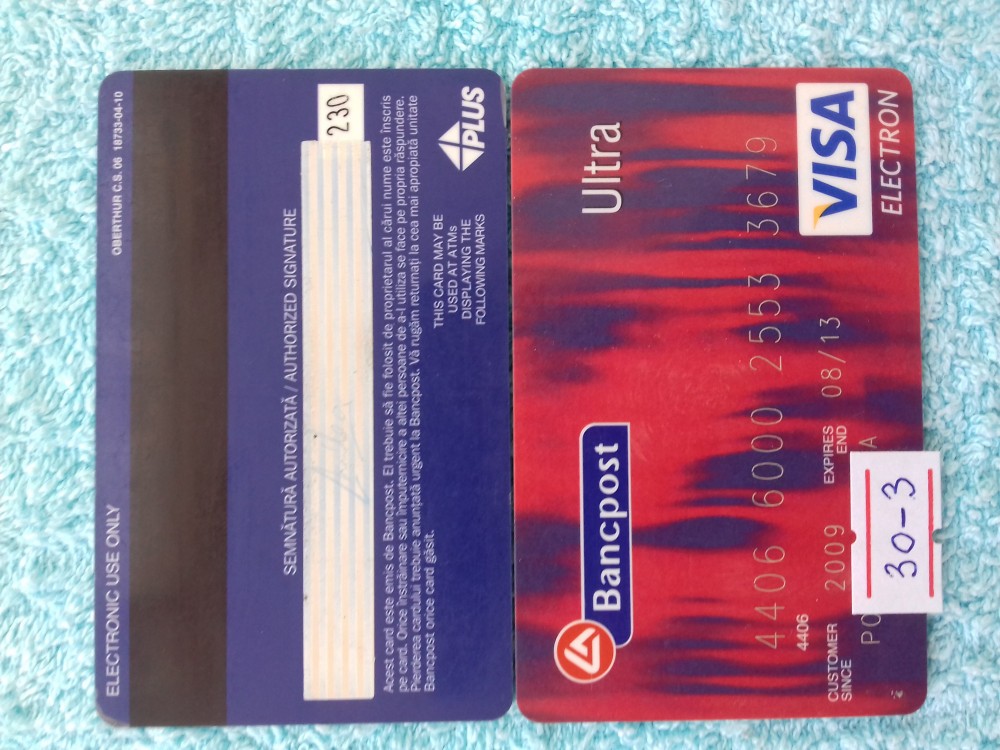 ELECTRONIC USE ONLY
OBERTHUR C.S. 06 18733-04-10
SEMNĂTURĂ AUTORIZATĂ / AUTHORIZED SIGNATURE
230
Acest card este emis de Bancpost. El trebuie să fie folosit de proprietarul al cărui nume este înscris
pe card. Orice înstrăinare sau împuternicire a altei persoane de a-l utiliza se face pe propria răspundere.
Pierderea cardului trebuie anunțată urgent la Bancpost. Vă rugăm returnați la cea mai apropiată unitate
Bancpost orice card găsit.
THIS CARD MAY BE
USED AT ATMs
DISPLAYING THE
FOLLOWING MARKS
PLUS
Bancpost
Ultra
4406 6000 2553 3679
4406
CUSTOMER SINCE 2009 EXPIRES END 08/13
VISA
ELECTRON
30-3